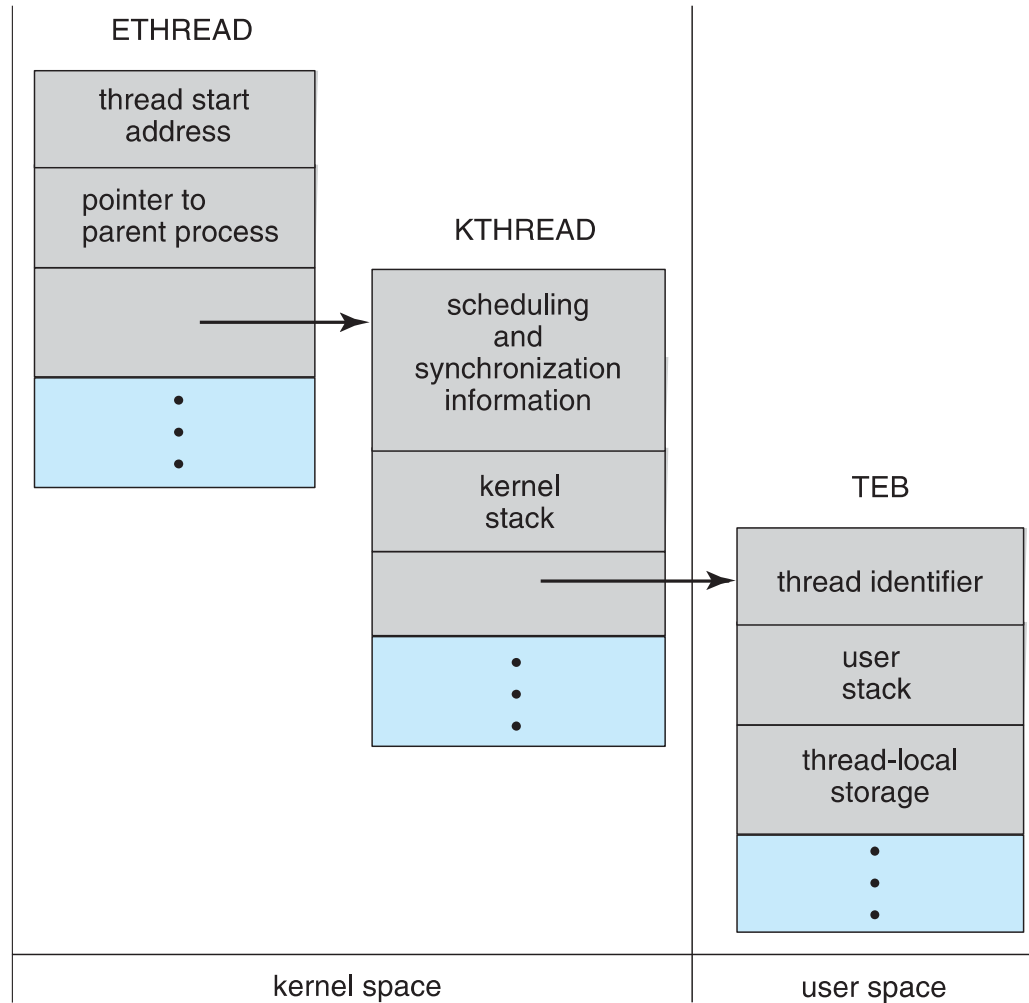 ETHREAD
thread start
address
pointer to
parent process
KTHREAD
scheduling
and
synchronization
information
kernel
stack
TEB
thread identifier
user
stack
thread-local
storage
kernel space
user space